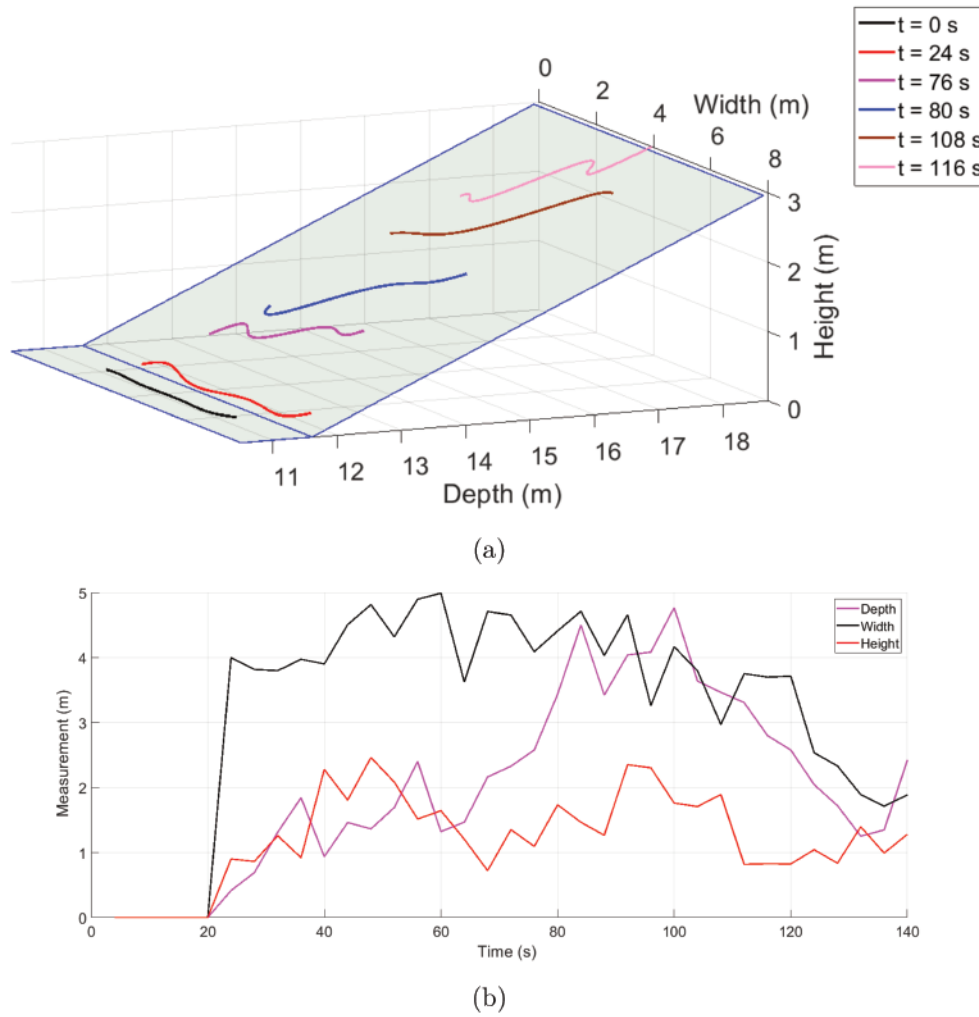 t = 0 s
t = 24 s
t = 76 s
t = 80 s
t = 108 s
t = 116 s
0
2
4
6
8
Width (m)
3
2
1
0
Height (m)
11 12 13 14 15 16 17 18
Depth (m)
(a)
5
4
3
2
1
0
Measurement (m)
Depth
Width
Height
0 20 40 60 80 100 120 140
Time (s)
(b)